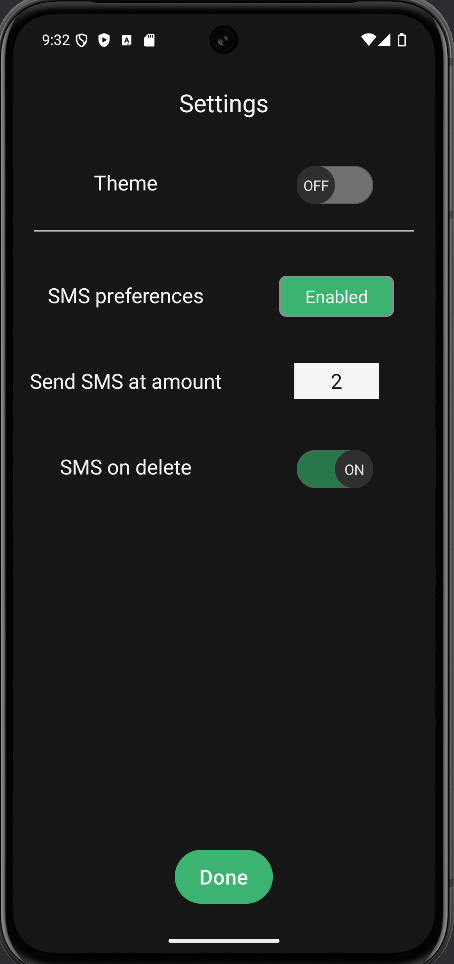 9:32
Settings
Theme OFF
SMS preferences Enabled
Send SMS at amount 2
SMS on delete ON
Done